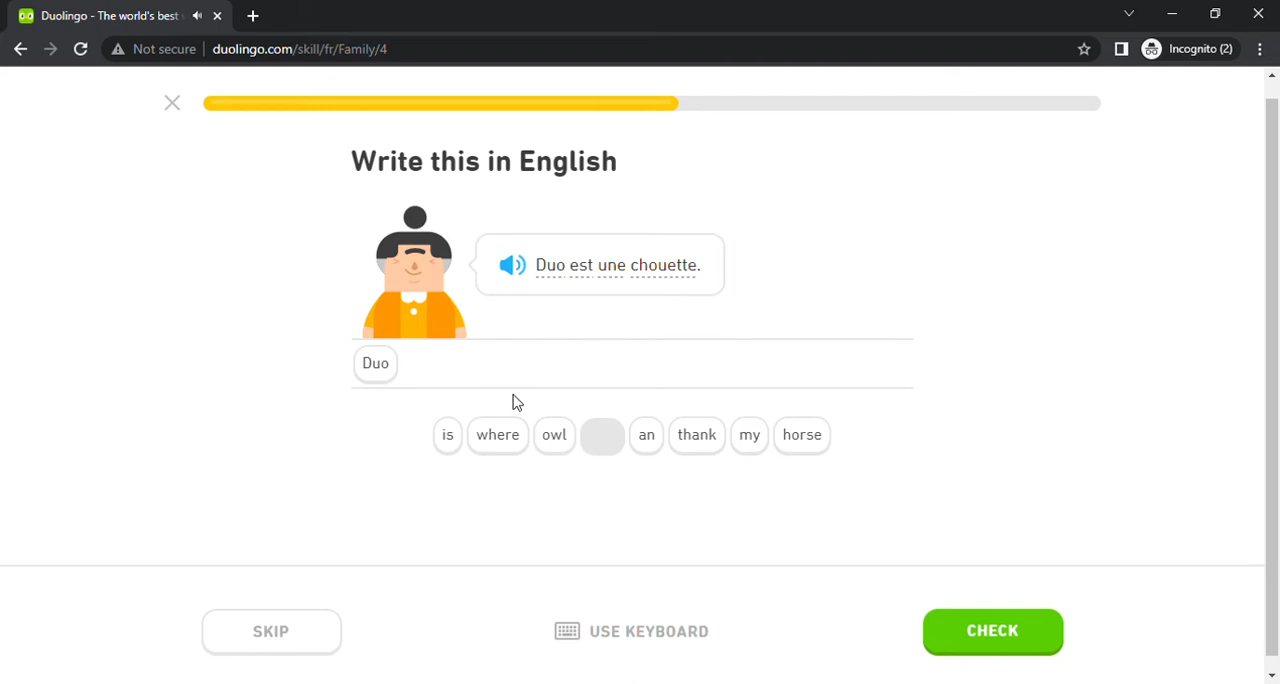 Duolingo - The world's best
Not secure
duolingo.com/skill/fr/Family/4
Incognito (2)
Write this in English
Duo est une chouette.
Duo
is where owl an thank my horse
SKIP
USE KEYBOARD
CHECK